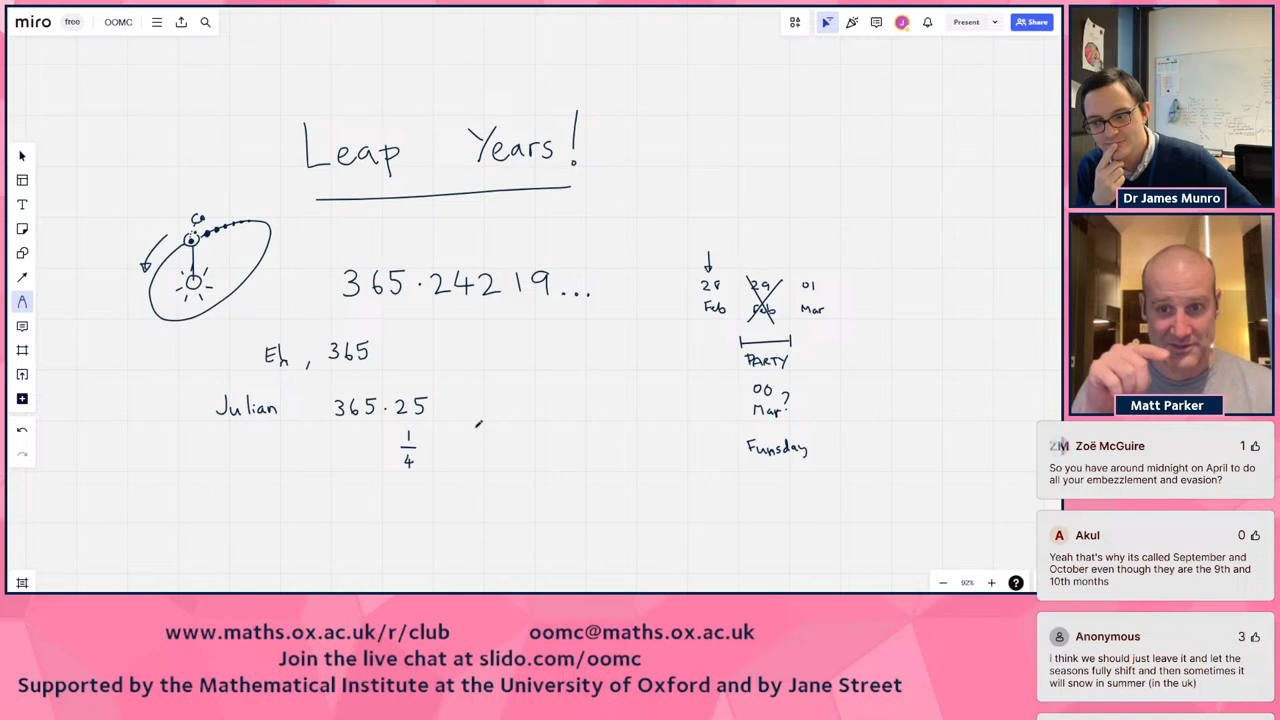 miro free OOMC
Present
Share
Leap Years!
365.24219...
Eh, 365
Julian 365.25
1
4
28 29 01
Feb Feb Mar
PARTY
00 ?
Mar
Funsday
92%
Dr James Munro
Matt Parker
ZM Zoë McGuire 1
So you have around midnight on April to do
all your embezzlement and evasion?
A Akul 0
Yeah that's why its called September and
October even though they are the 9th and
10th months
Anonymous 3
i think we should just leave it and let the
seasons fully shift and then sometimes it
will snow in summer (in the uk)
www.maths.ox.ac.uk/r/club oomc@maths.ox.ac.uk
Join the live chat at slido.com/oomc
Supported by the Mathematical Institute at the University of Oxford and by Jane Street